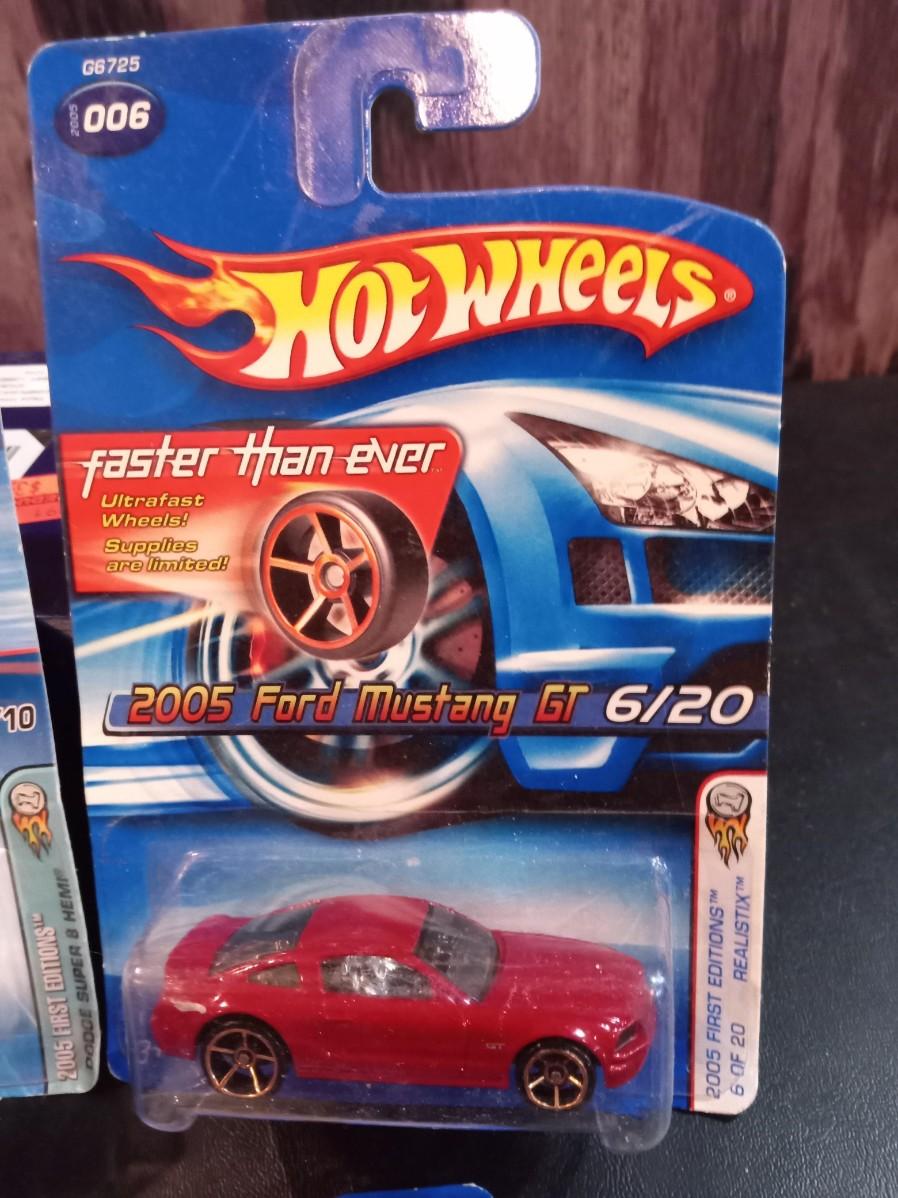 G6725
2005
006
HOT WHEELS®
faster than ever™
Ultrafast
Wheels!
Supplies
are limited!
2005 Ford Mustang GT 6/20
2005 FIRST EDITIONS™
6 OF 20 REALISTIX™
GT
/10
2005 FIRST EDITIONS™
DODGE SUPER 8 HEMI®